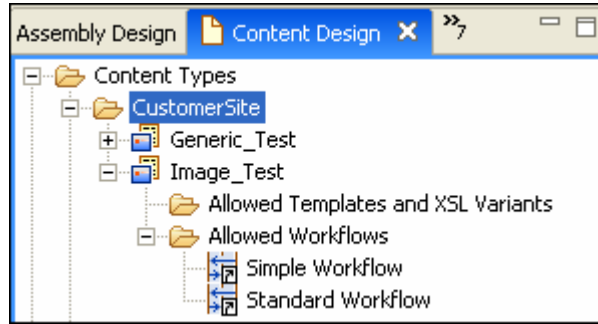 Assembly Design Content Design »7
Content Types
CustomerSite
Generic_Test
Image_Test
Allowed Templates and XSL Variants
Allowed Workflows
Simple Workflow
Standard Workflow